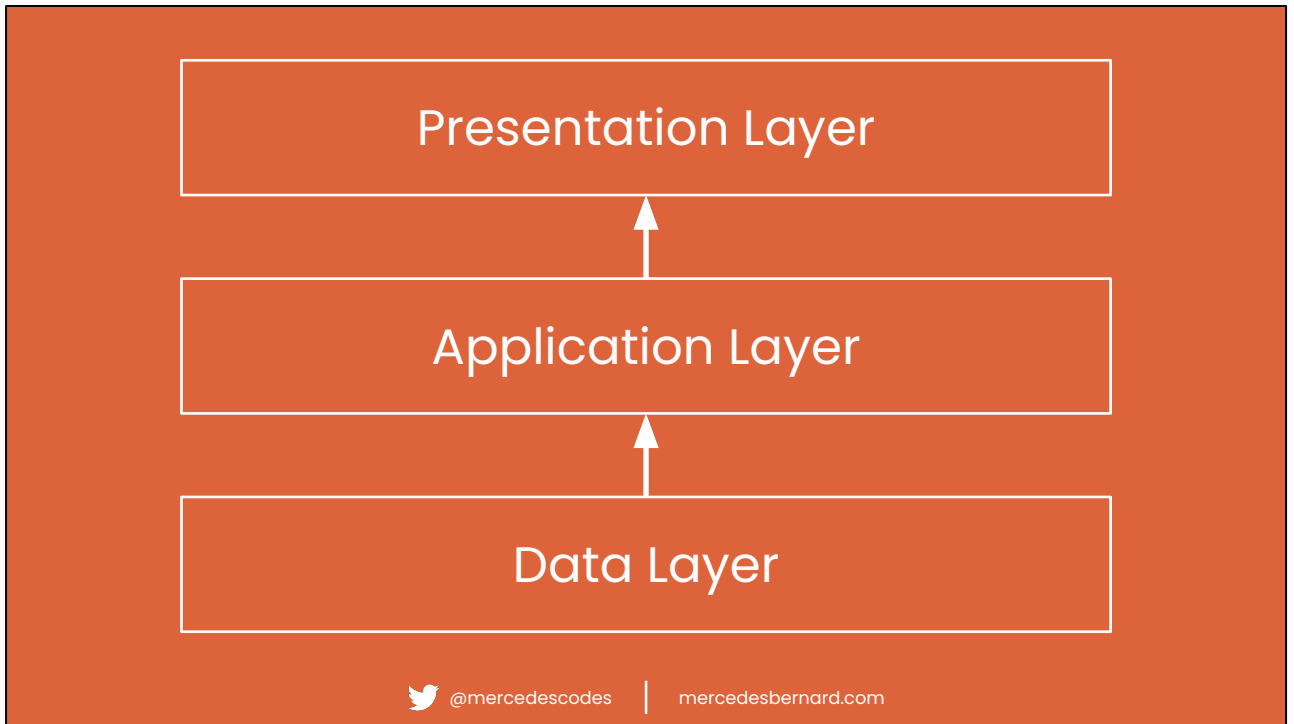 Presentation Layer
Application Layer
Data Layer
@mercedescodes | mercedesbernard.com